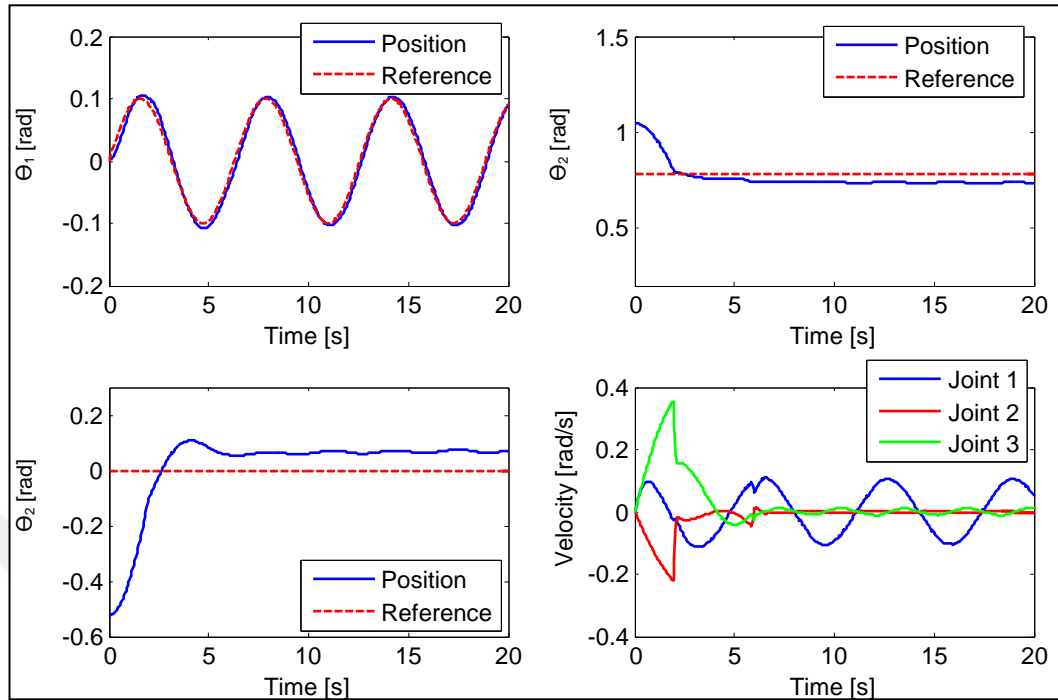 0.2
0.1
0
-0.1
-0.2
Θ1 [rad]
0 5 10 15 20
Time [s]
Position
Reference
1.5
1
0.5
Θ2 [rad]
0 5 10 15 20
Time [s]
Position
Reference
0.2
0
-0.2
-0.4
-0.6
Θ2 [rad]
0 5 10 15 20
Time [s]
Position
Reference
0.4
0.2
0
-0.2
-0.4
Velocity [rad/s]
0 5 10 15 20
Time [s]
Joint 1
Joint 2
Joint 3